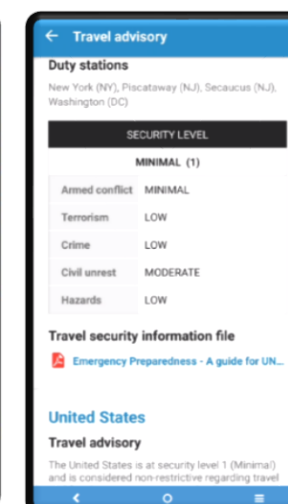 Travel advisory
Duty stations
New York (NY), Piscataway (NJ), Secaucus (NJ),
Washington (DC)
SECURITY LEVEL
MINIMAL (1)
Armed conflict MINIMAL
Terrorism LOW
Crime LOW
Civil unrest MODERATE
Hazards LOW
Travel security information file
Emergency Preparedness - A guide for UN...
United States
Travel advisory
The United States is at security level 1 (Minimal)
and is considered non-restrictive regarding travel